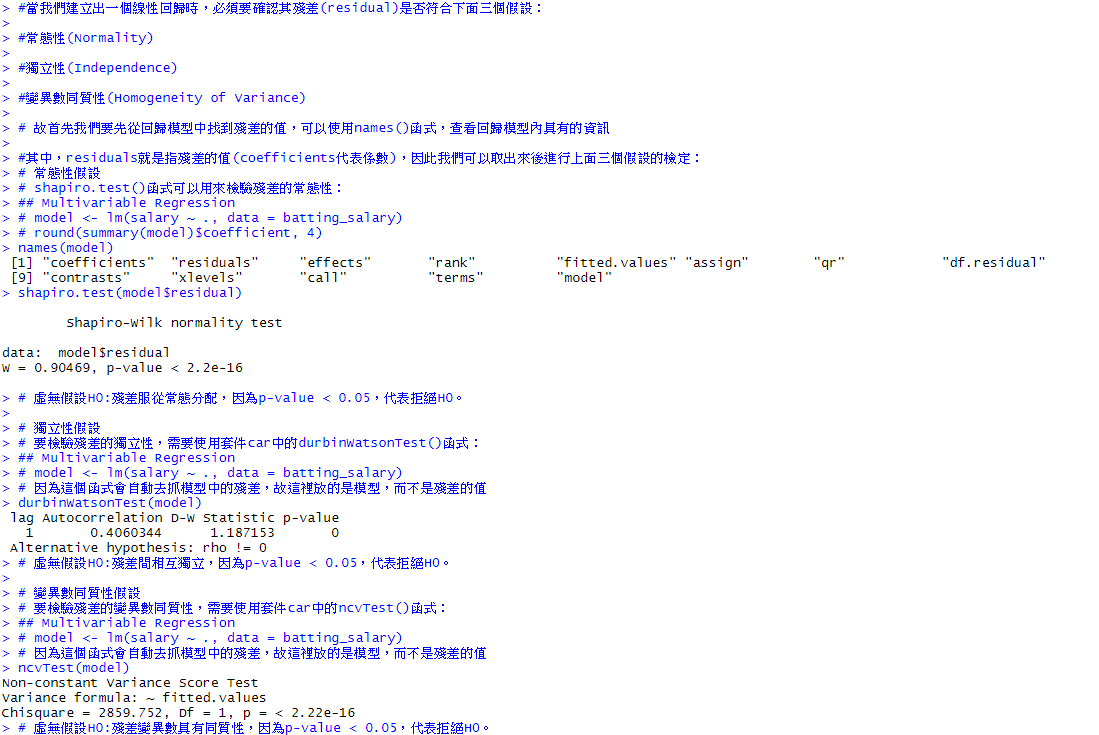 > #當我們建立出一個線性回歸時，必須要確認其殘差(residual)是否符合下面三個假設：
>
> #常態性(Normality)
>
> #獨立性(Independence)
>
> #變異數同質性(Homogeneity of Variance)
>
> # 故首先我們要先從回歸模型中找到殘差的值，可以使用names()函式，查看回歸模型內具有的資訊
>
> #其中，residuals就是指殘差的值(coefficients代表係數)，因此我們可以取出來後進行上面三個假設的檢定：
> # 常態性假設
> # shapiro.test()函式可以用來檢驗殘差的常態性：
> ## Multivariable Regression
> # model <- lm(salary ~ ., data = batting_salary)
> # round(summary(model)$coefficient, 4)
> names(model)
 [1] "coefficients"  "residuals"     "effects"       "rank"          "fitted.values" "assign"        "qr"            "df.residual"
 [9] "contrasts"     "xlevels"       "call"          "terms"         "model"
> shapiro.test(model$residual)

        Shapiro-Wilk normality test

data:  model$residual
W = 0.90469, p-value < 2.2e-16

> # 虛無假設H0:殘差服從常態分配，因為p-value < 0.05，代表拒絕H0。
>
> # 獨立性假設
> # 要檢驗殘差的獨立性，需要使用套件car中的durbinWatsonTest()函式：
> ## Multivariable Regression
> # model <- lm(salary ~ ., data = batting_salary)
> # 因為這個函式會自動去抓模型中的殘差，故這裡放的是模型，而不是殘差的值
> durbinWatsonTest(model)
 lag Autocorrelation D-W Statistic p-value
   1       0.4060344      1.187153       0
 Alternative hypothesis: rho != 0
> # 虛無假設H0:殘差間相互獨立，因為p-value < 0.05，代表拒絕H0。
>
> # 變異數同質性假設
> # 要檢驗殘差的變異數同質性，需要使用套件car中的ncvTest()函式：
> ## Multivariable Regression
> # model <- lm(salary ~ ., data = batting_salary)
> # 因為這個函式會自動去抓模型中的殘差，故這裡放的是模型，而不是殘差的值
> ncvTest(model)
Non-constant Variance Score Test
Variance formula: ~ fitted.values
Chisquare = 2859.752, Df = 1, p = < 2.22e-16
> # 虛無假設H0:殘差變異數具有同質性，因為p-value < 0.05，代表拒絕H0。